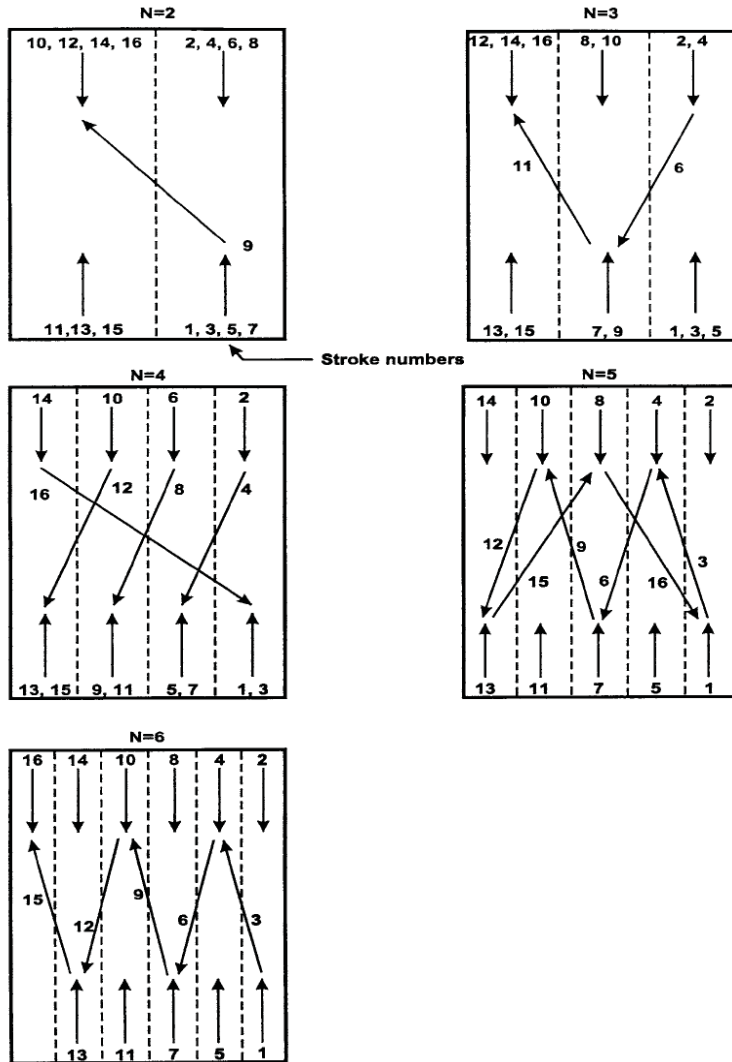 N=2
10, 12, 14, 16 2, 4, 6, 8
9
11,13, 15 1, 3, 5, 7
N=3
12, 14, 16 8, 10 2, 4
11 6
13, 15 7, 9 1, 3, 5
Stroke numbers
N=4
14 10 6 2
16 12 8 4
13, 15 9, 11 5, 7 1, 3
N=5
14 10 8 4 2
12 9 3
15 6 16
13 11 7 5 1
N=6
16 14 10 8 4 2
15 12 9 6 3
13 11 7 5 1